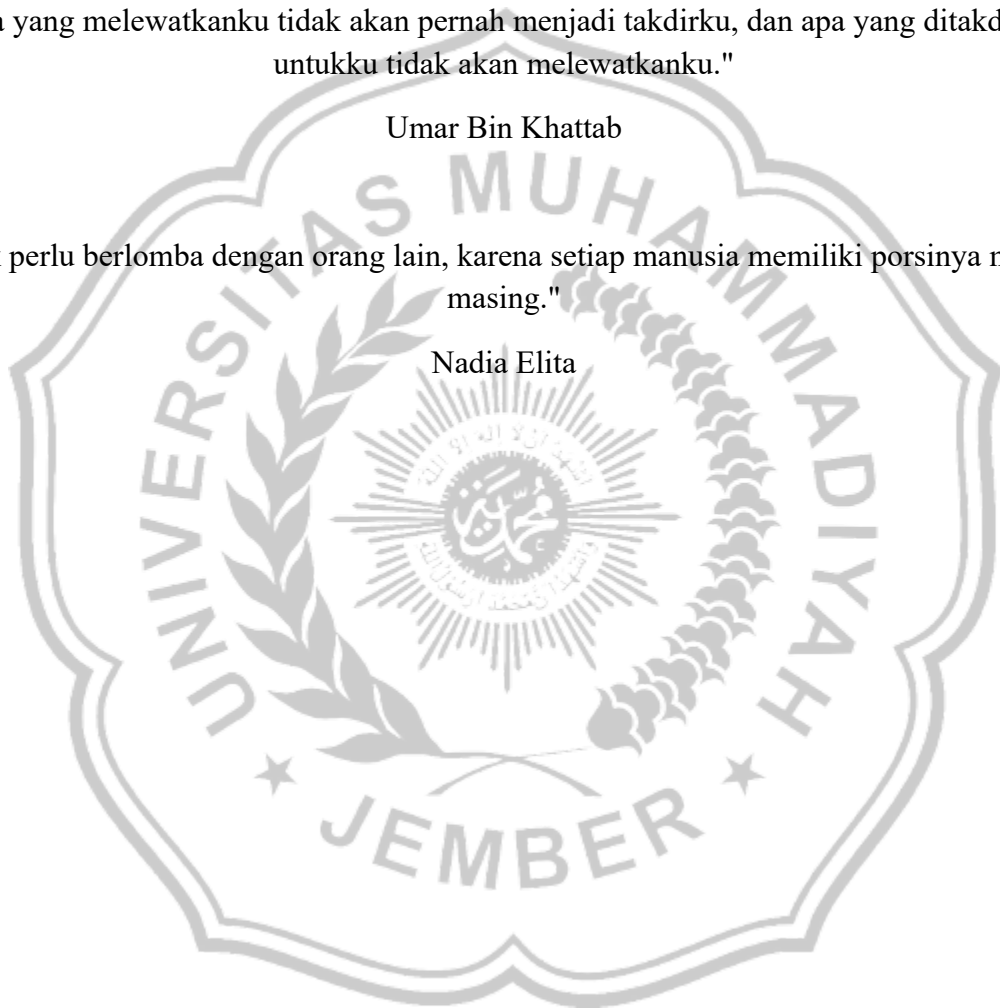 yang melewatkanku tidak akan pernah menjadi takdirku, dan apa yang
untukku tidak akan melewatkanku."
Umar Bin Khattab
perlu berlomba dengan orang lain, karena setiap manusia memiliki porsinya
masing."
Nadia Elita
UNIVERSITAS MUHAMMADIYAH
JEMBER